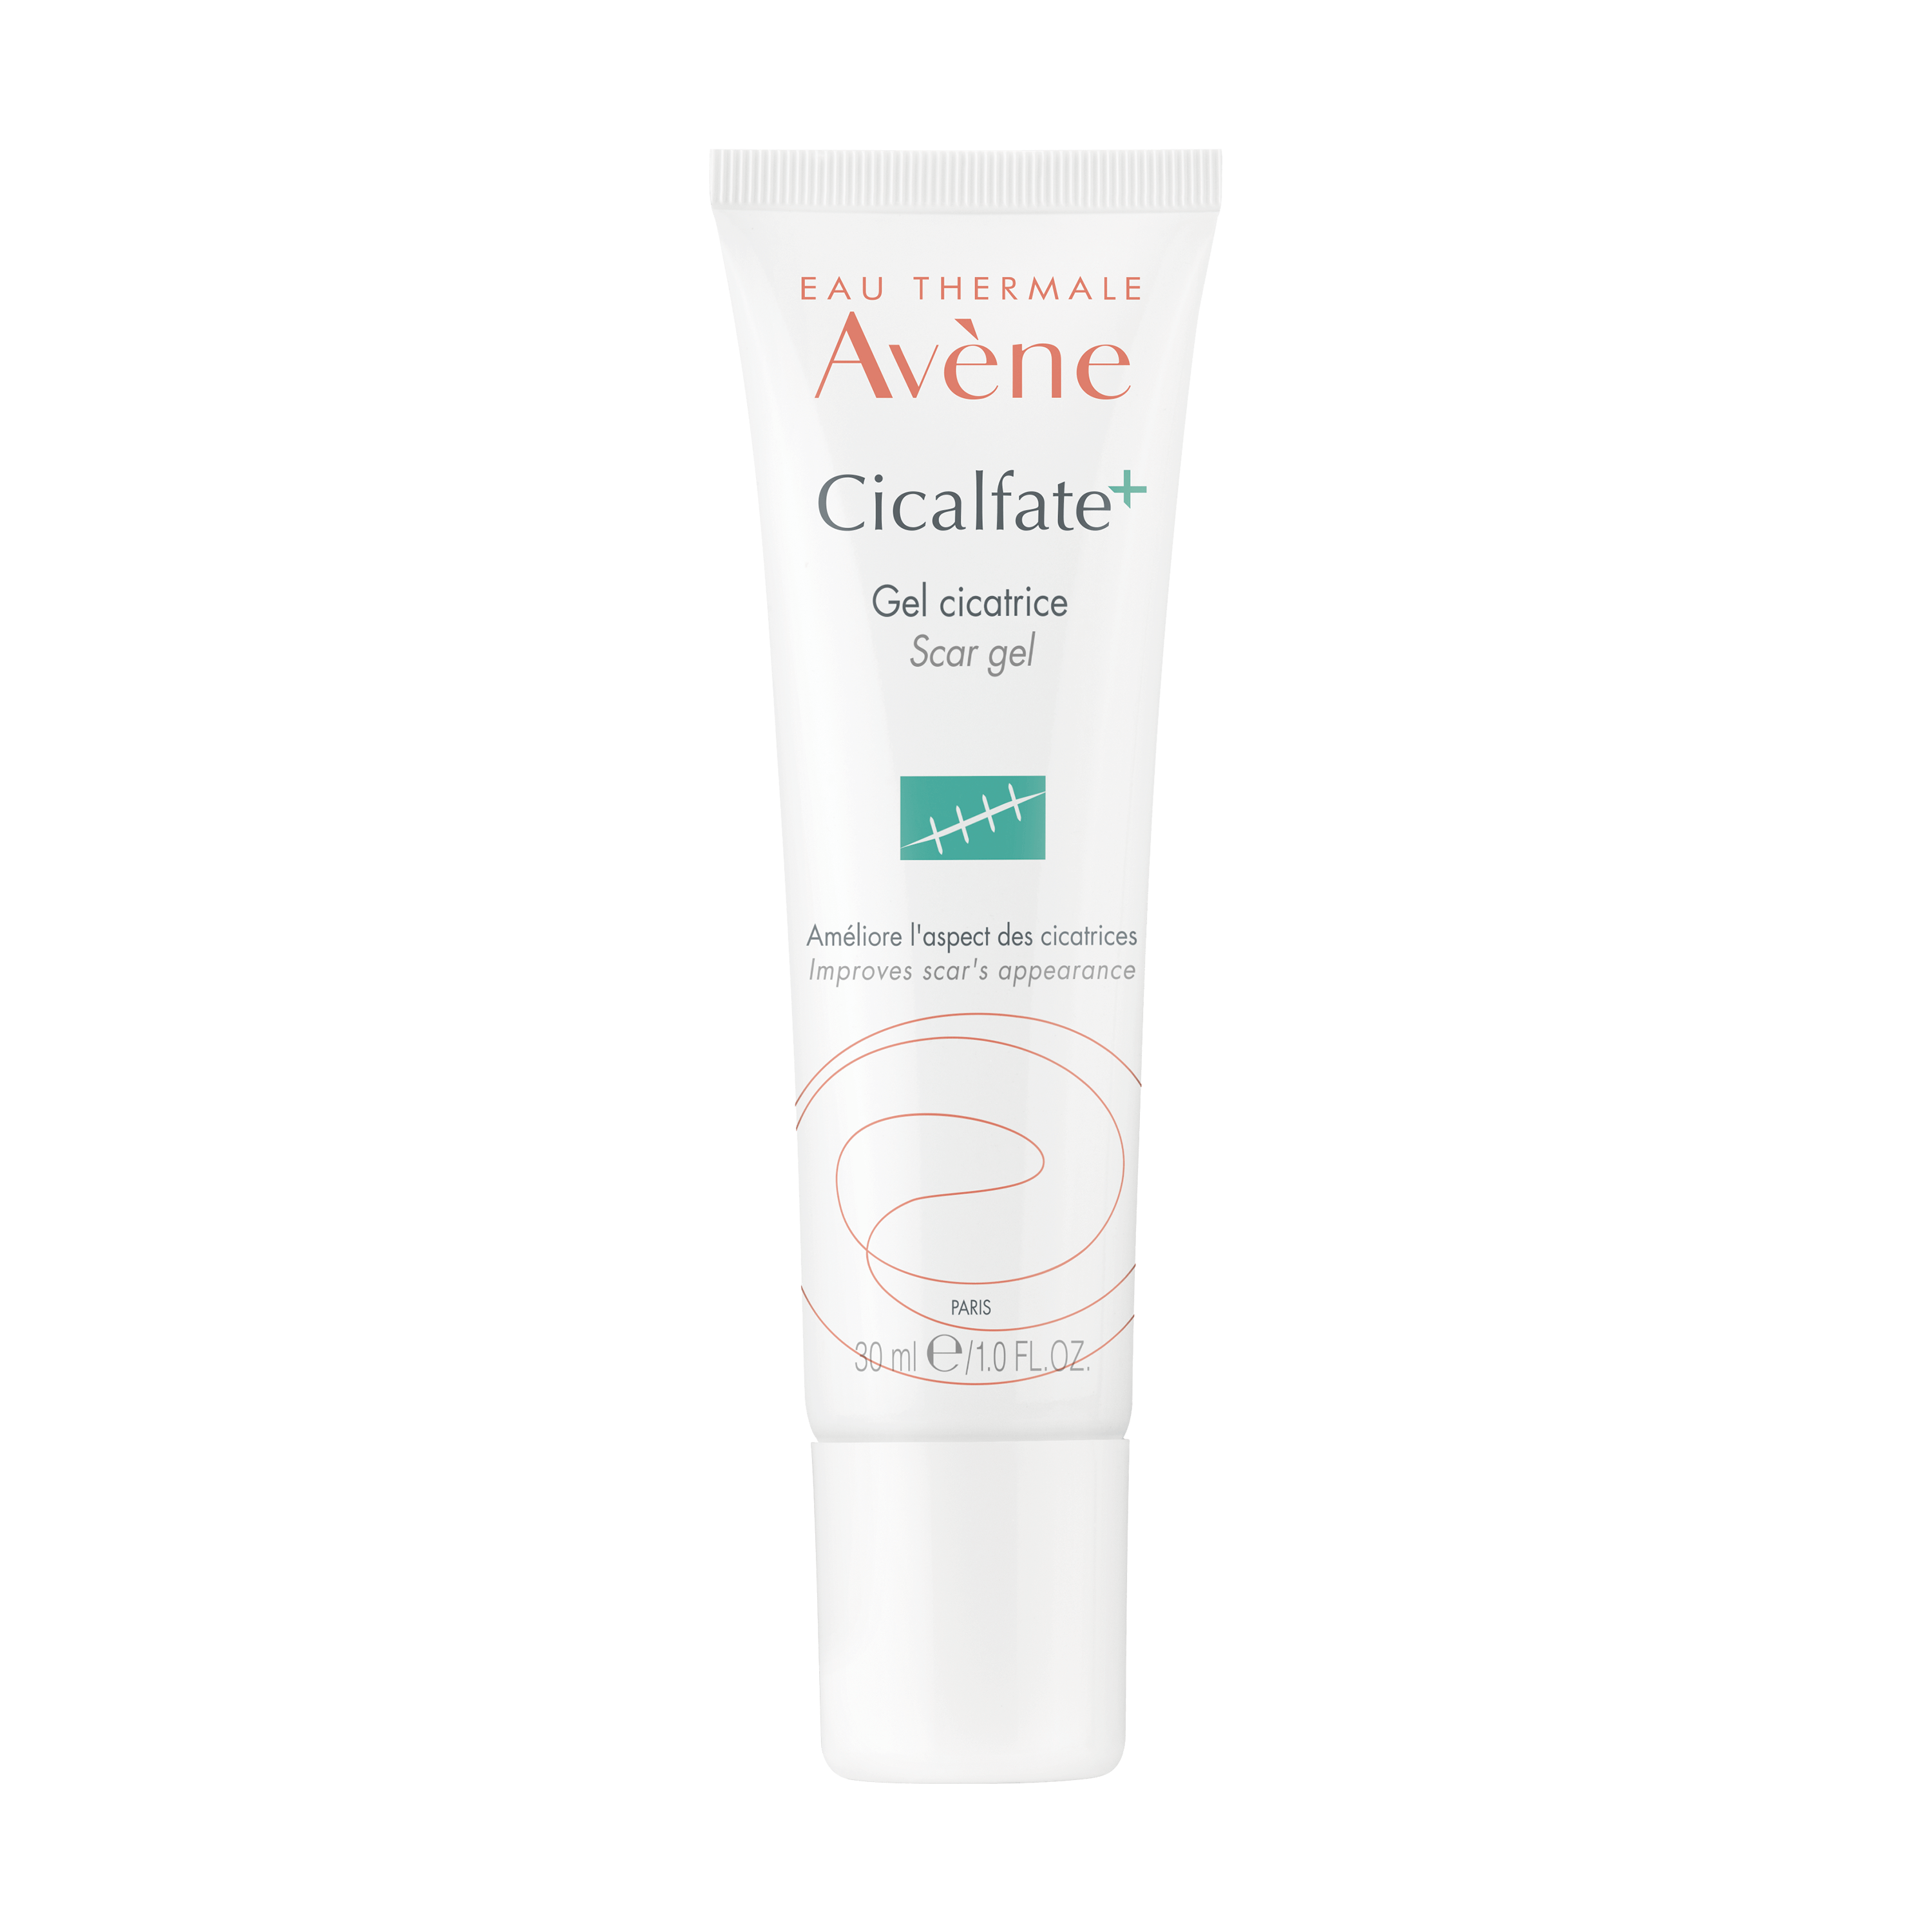 EAU THERMALE
Avène
Cicalfate+
Gel cicatrice
Scar gel
Améliore l'aspect des cicatrices
Improves scar's appearance
PARIS
30 ml ℮/1.0 FL.OZ.